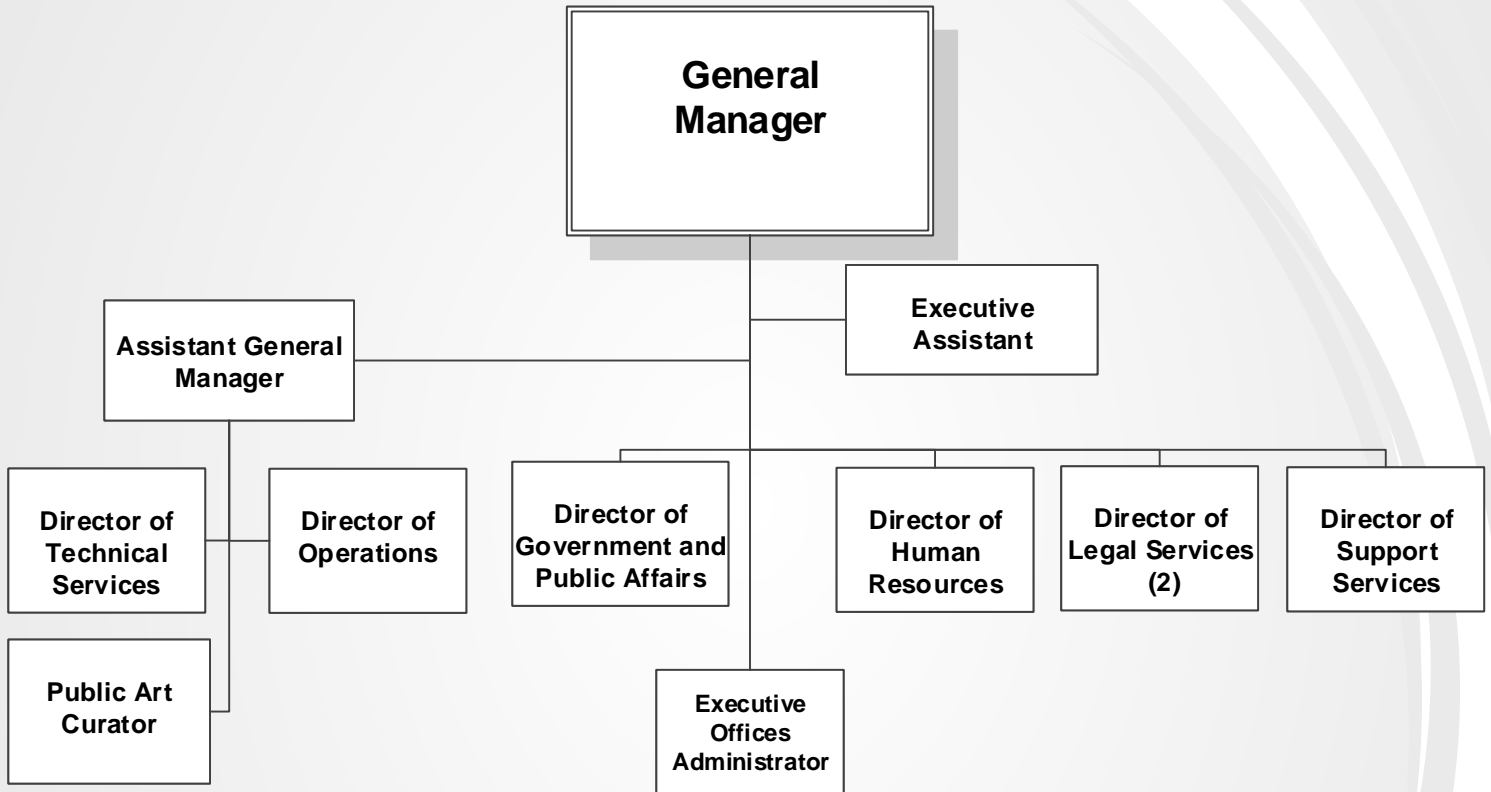 General
Manager
Executive
Assistant
Assistant General
Manager
Director of
Technical
Services
Director of
Operations
Director of
Government and
Public Affairs
Director of
Human
Resources
Director of
Legal Services
(2)
Director of
Support
Services
Public Art
Curator
Executive
Offices
Administrator